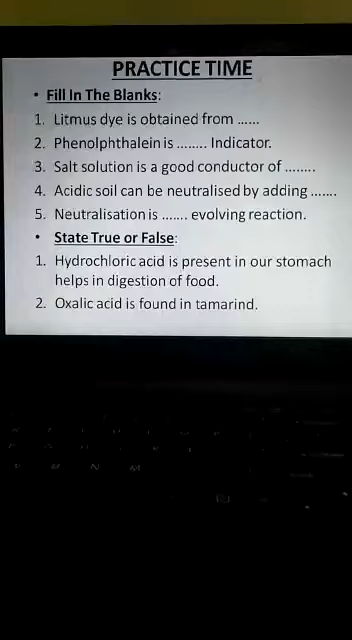 PRACTICE TIME
• Fill In The Blanks:
1. Litmus dye is obtained from ......
2. Phenolphthalein is ........ Indicator.
3. Salt solution is a good conductor of ........
4. Acidic soil can be neutralised by adding .......
5. Neutralisation is ....... evolving reaction.
• State True or False:
1. Hydrochloric acid is present in our stomach
helps in digestion of food.
2. Oxalic acid is found in tamarind.